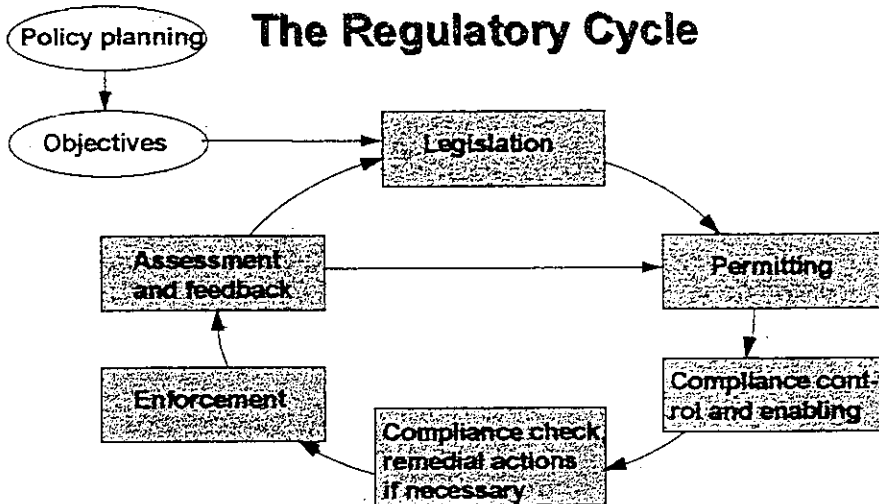 The Regulatory Cycle
Policy planning
Objectives
Legislation
Assessment
and feedback
Permitting
Enforcement
Compliance cont-
rol and enabling
Compliance check,
remedial actions
if necessary